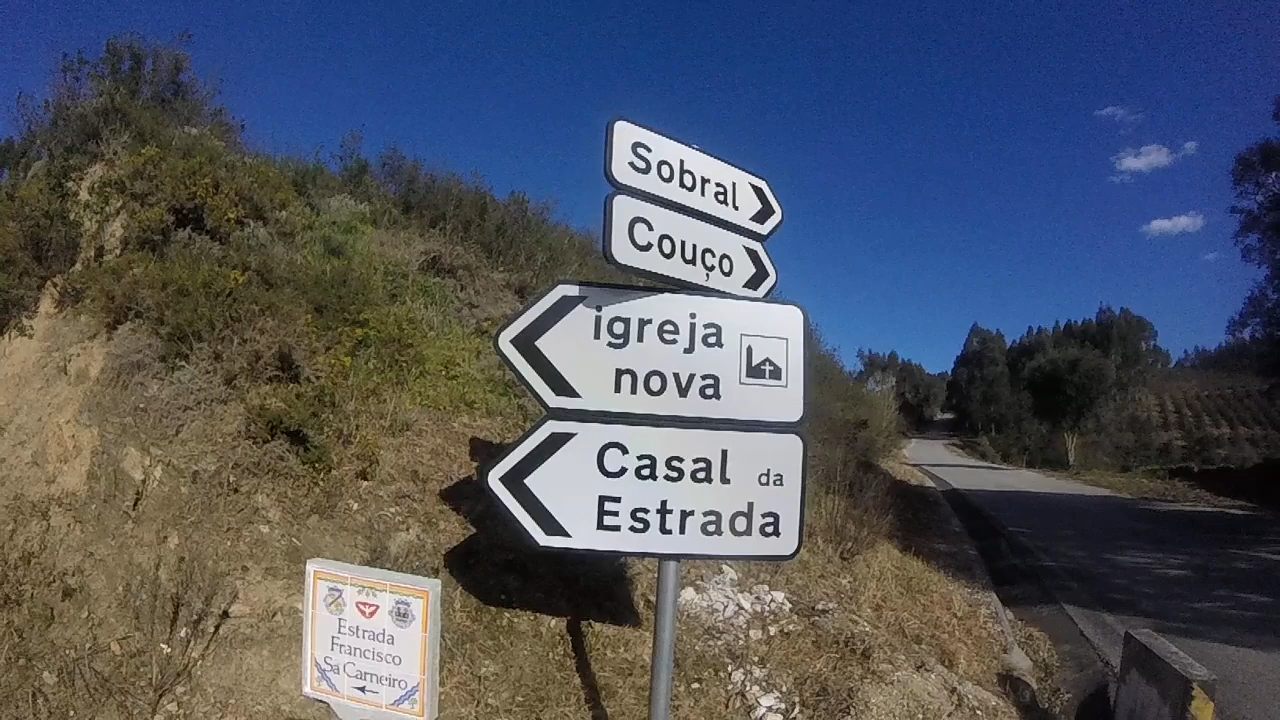 Sobral
Couço
igreja
nova
Casal da
Estrada
Estrada
Francisco
Sa Carneiro